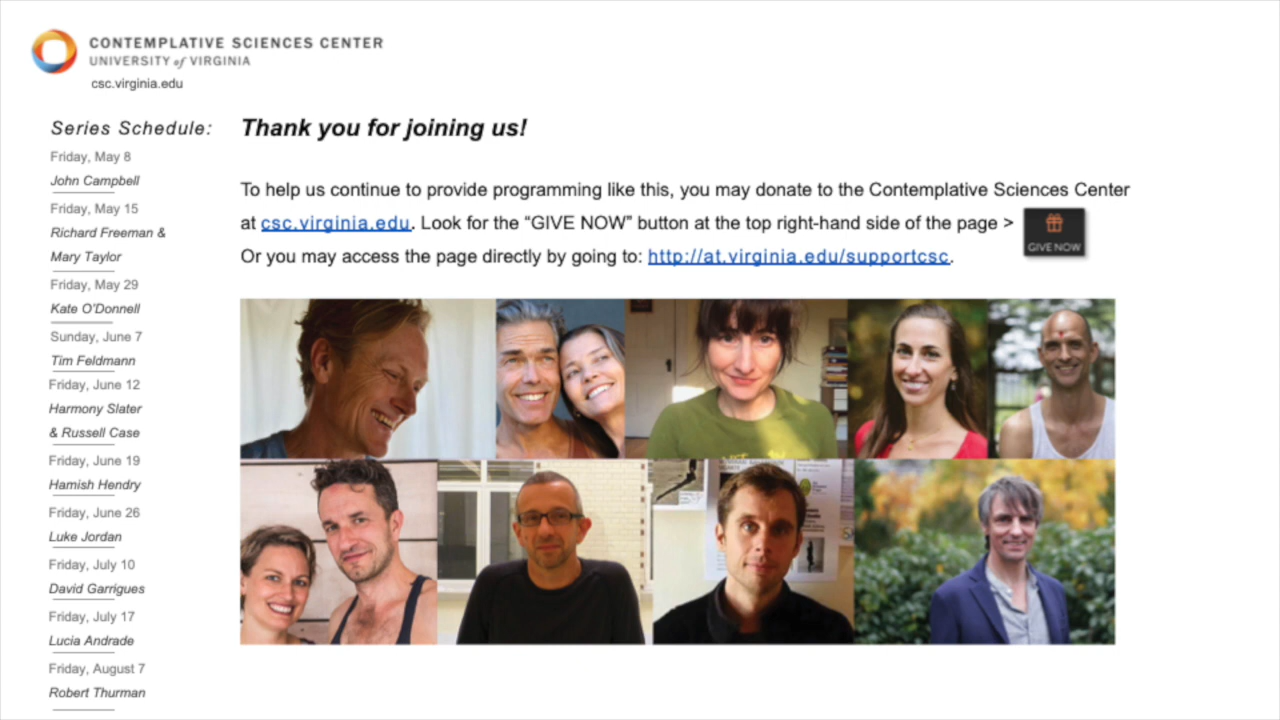 CONTEMPLATIVE SCIENCES CENTER
UNIVERSITY of VIRGINIA
csc.virginia.edu
Series Schedule:
Friday, May 8
John Campbell
Friday, May 15
Richard Freeman &
Mary Taylor
Friday, May 29
Kate O'Donnell
Sunday, June 7
Tim Feldmann
Friday, June 12
Harmony Slater
& Russell Case
Friday, June 19
Hamish Hendry
Friday, June 26
Luke Jordan
Friday, July 10
David Garrigues
Friday, July 17
Lucia Andrade
Friday, August 7
Robert Thurman
Thank you for joining us!
To help us continue to provide programming like this, you may donate to the Contemplative Sciences Center
at csc.virginia.edu. Look for the “GIVE NOW” button at the top right-hand side of the page >
GIVE NOW
Or you may access the page directly by going to: http://at.virginia.edu/supportcsc.